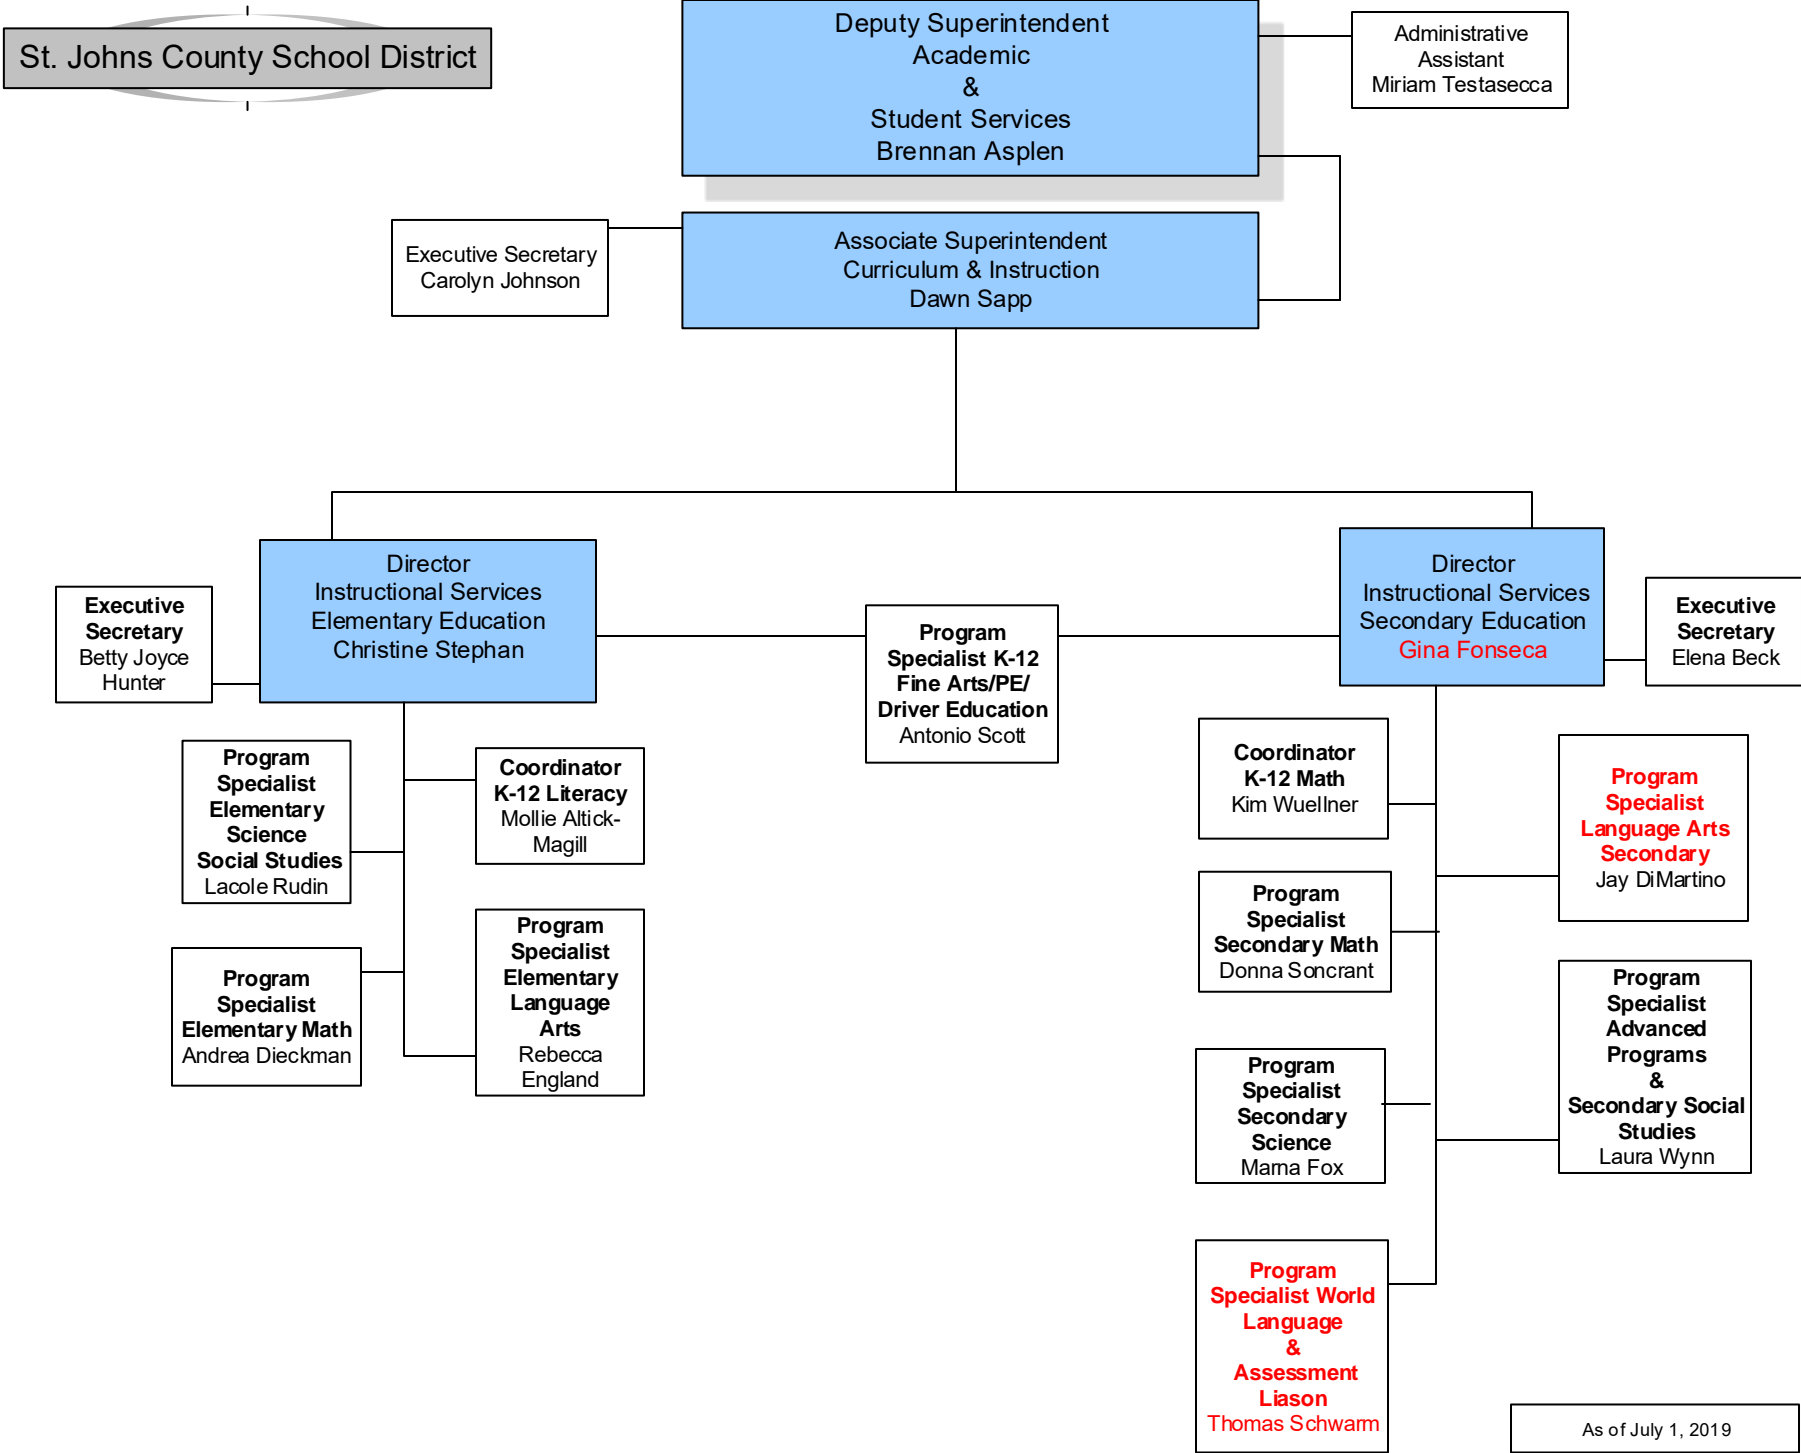 St. Johns County School District
Deputy Superintendent
Academic
&
Student Services
Brennan Asplen
Administrative
Assistant
Miriam Testasecca
Executive Secretary
Carolyn Johnson
Associate Superintendent
Curriculum & Instruction
Dawn Sapp
Executive
Secretary
Betty Joyce
Hunter
Director
Instructional Services
Elementary Education
Christine Stephan
Program
Specialist K-12
Fine Arts/PE/
Driver Education
Antonio Scott
Director
Instructional Services
Secondary Education
Gina Fonseca
Executive
Secretary
Elena Beck
Program
Specialist
Elementary
Science
Social Studies
Lacole Rudin
Coordinator
K-12 Literacy
Mollie Altick-
Magill
Program
Specialist
Elementary Math
Andrea Dieckman
Program
Specialist
Elementary
Language
Arts
Rebecca
England
Coordinator
K-12 Math
Kim Wuellner
Program
Specialist
Language Arts
Secondary
Jay DiMartino
Program
Specialist
Secondary Math
Donna Soncrant
Program
Specialist
Advanced
Programs
&
Secondary Social
Studies
Laura Wynn
Program
Specialist
Secondary
Science
Marna Fox
Program
Specialist World
Language
&
Assessment
Liason
Thomas Schwarm
As of July 1, 2019